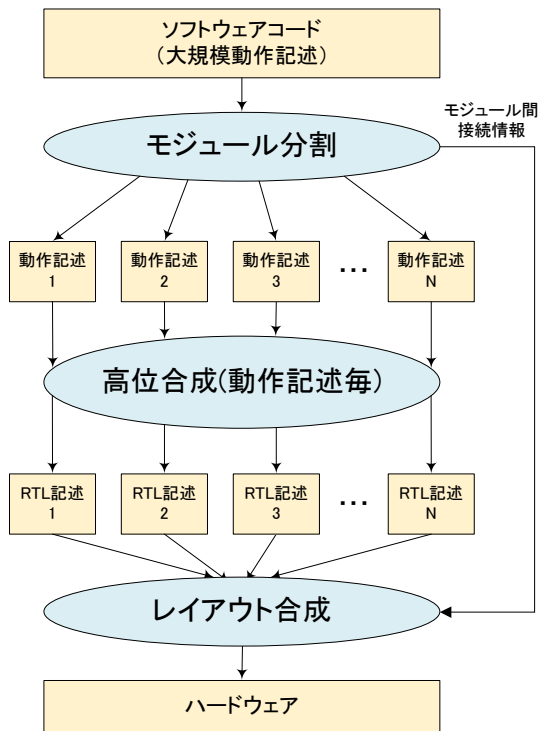 ソフトウェアコード
(大規模動作記述)
モジュール分割
モジュール間
接続情報
動作記述
1
動作記述
2
動作記述
3
...
動作記述
N
高位合成(動作記述毎)
RTL記述
1
RTL記述
2
RTL記述
3
...
RTL記述
N
レイアウト合成
ハードウェア